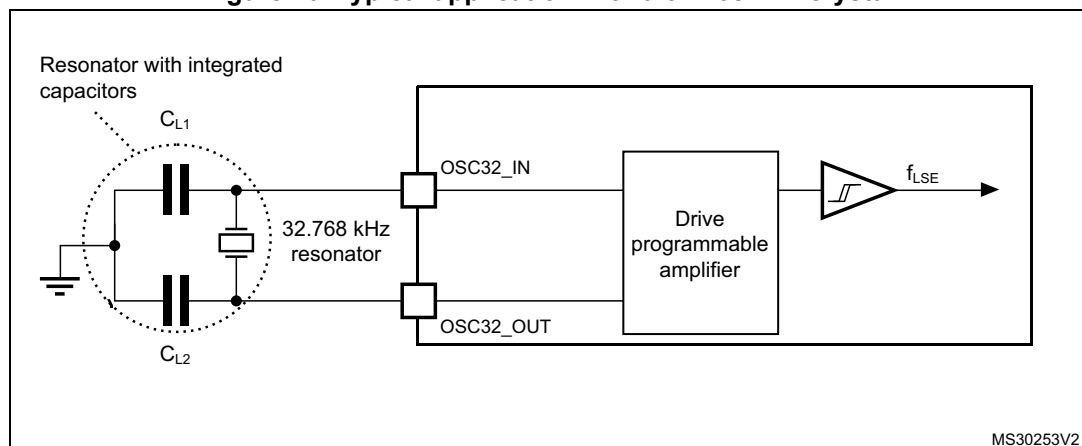 Resonator with integrated
capacitors
CL1
OSC32_IN
fLSE
32.768 kHz
resonator
Drive
programmable
amplifier
OSC32_OUT
CL2
MS30253V2